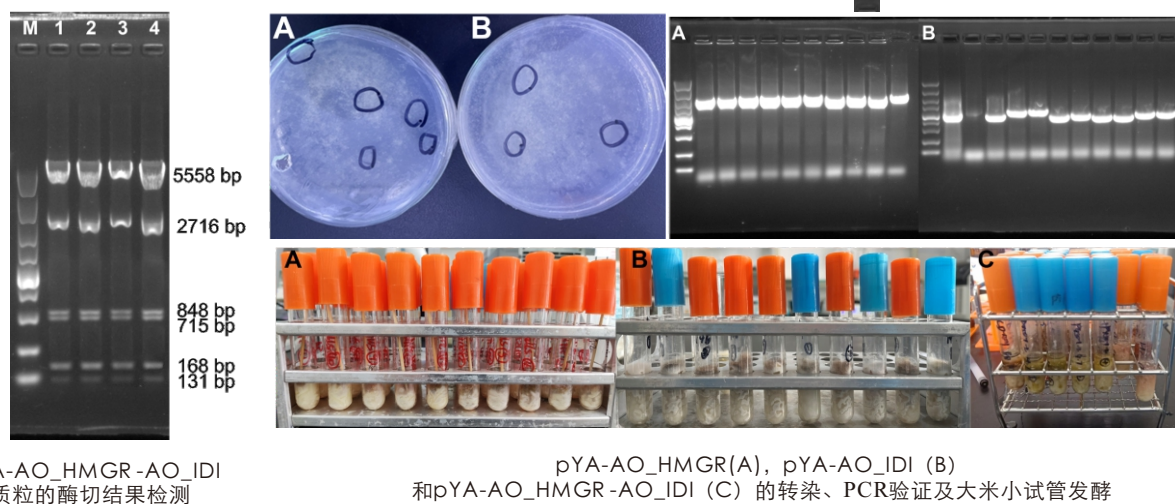 M 1 2 3 4
5558 bp
2716 bp
848 bp
715 bp
168 bp
131 bp
A
B
A
B
A
B
C
A-AO_HMGR-AO_IDI
质粒的酶切结果检测
pYA-AO_HMGR(A)，pYA-AO_IDI（B）
和pYA-AO_HMGR-AO_IDI（C）的转染、PCR验证及大米小试管发酵